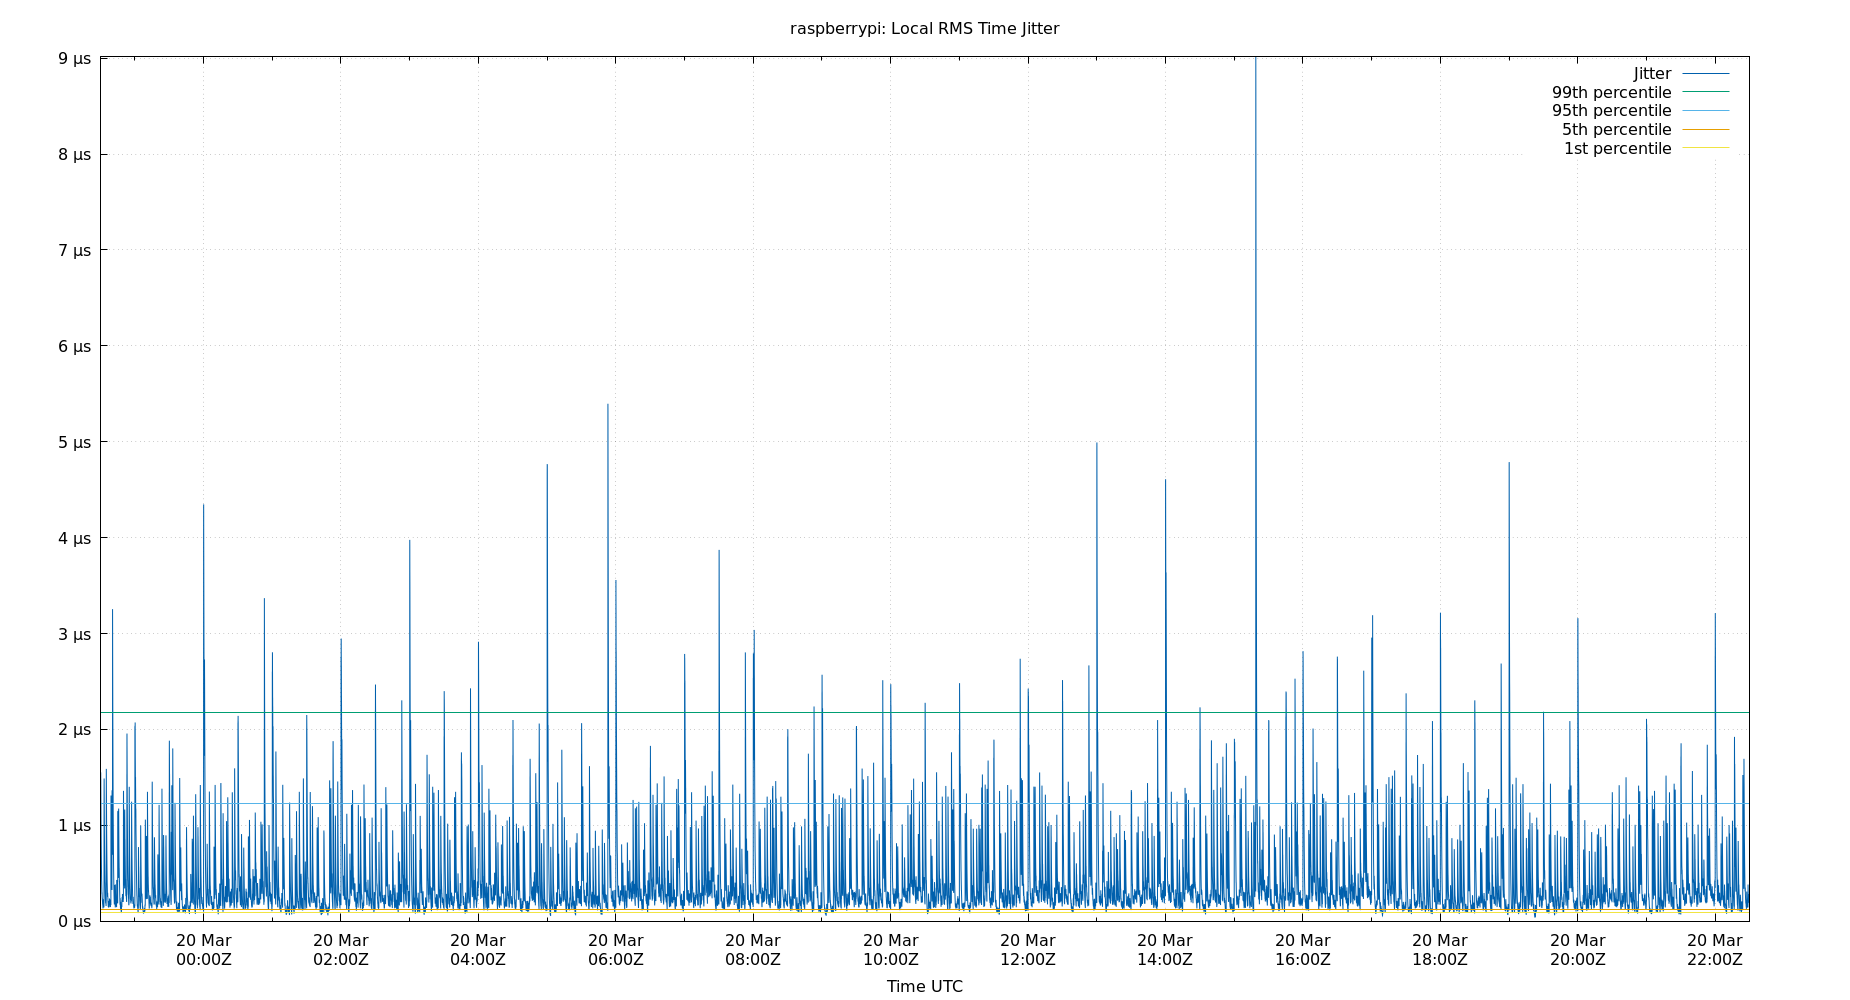 raspberrypi: Local RMS Time Jitter
9 µs
8 µs
7 µs
6 µs
5 µs
4 µs
3 µs
2 µs
1 µs
0 µs
Jitter
99th percentile
95th percentile
5th percentile
1st percentile
20 Mar
00:00Z
20 Mar
02:00Z
20 Mar
04:00Z
20 Mar
06:00Z
20 Mar
08:00Z
20 Mar
10:00Z
20 Mar
12:00Z
20 Mar
14:00Z
20 Mar
16:00Z
20 Mar
18:00Z
20 Mar
20:00Z
20 Mar
22:00Z
Time UTC